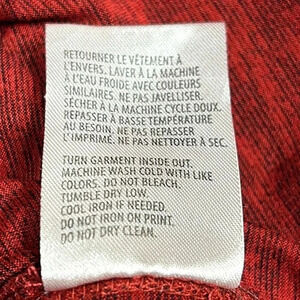 RETOURNER LE VÊTEMENT À
L'ENVERS. LAVER À LA MACHINE
À L'EAU FROIDE AVEC COULEURS
SIMILAIRES. NE PAS JAVELLISER.
SÉCHER À LA MACHINE CYCLE DOUX.
REPASSER À BASSE TEMPÉRATURE
AU BESOIN. NE PAS REPASSER
L'IMPRIMÉ. NE PAS NETTOYER À SEC.
TURN GARMENT INSIDE OUT.
MACHINE WASH COLD WITH LIKE
COLORS. DO NOT BLEACH.
TUMBLE DRY LOW.
COOL IRON IF NEEDED.
DO NOT IRON ON PRINT.
DO NOT DRY CLEAN.